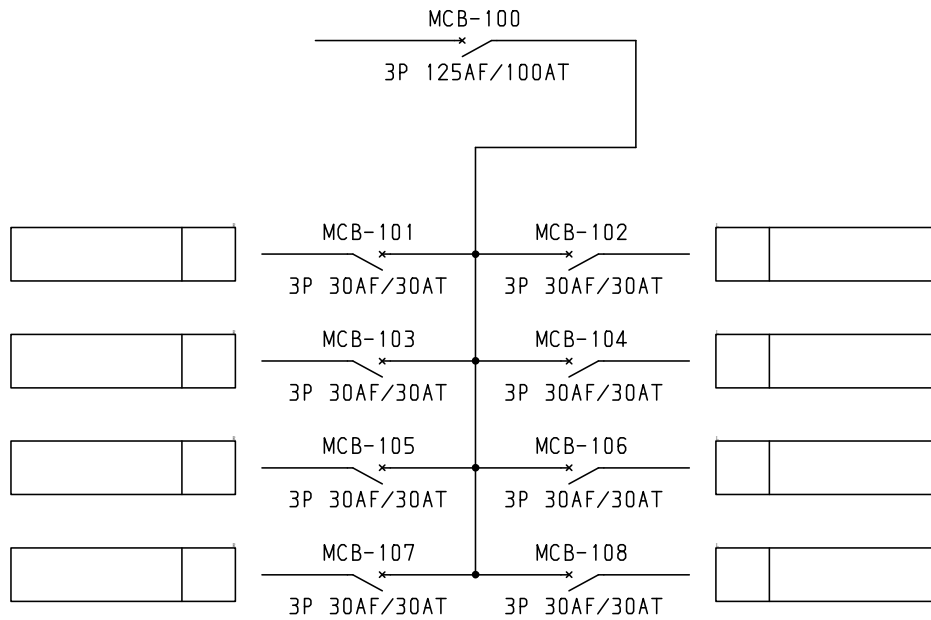 MCB-100
3P 125AF/100AT
MCB-101
MCB-102
3P 30AF/30AT
3P 30AF/30AT
MCB-103
MCB-104
3P 30AF/30AT
3P 30AF/30AT
MCB-105
MCB-106
3P 30AF/30AT
3P 30AF/30AT
MCB-107
MCB-108
3P 30AF/30AT
3P 30AF/30AT